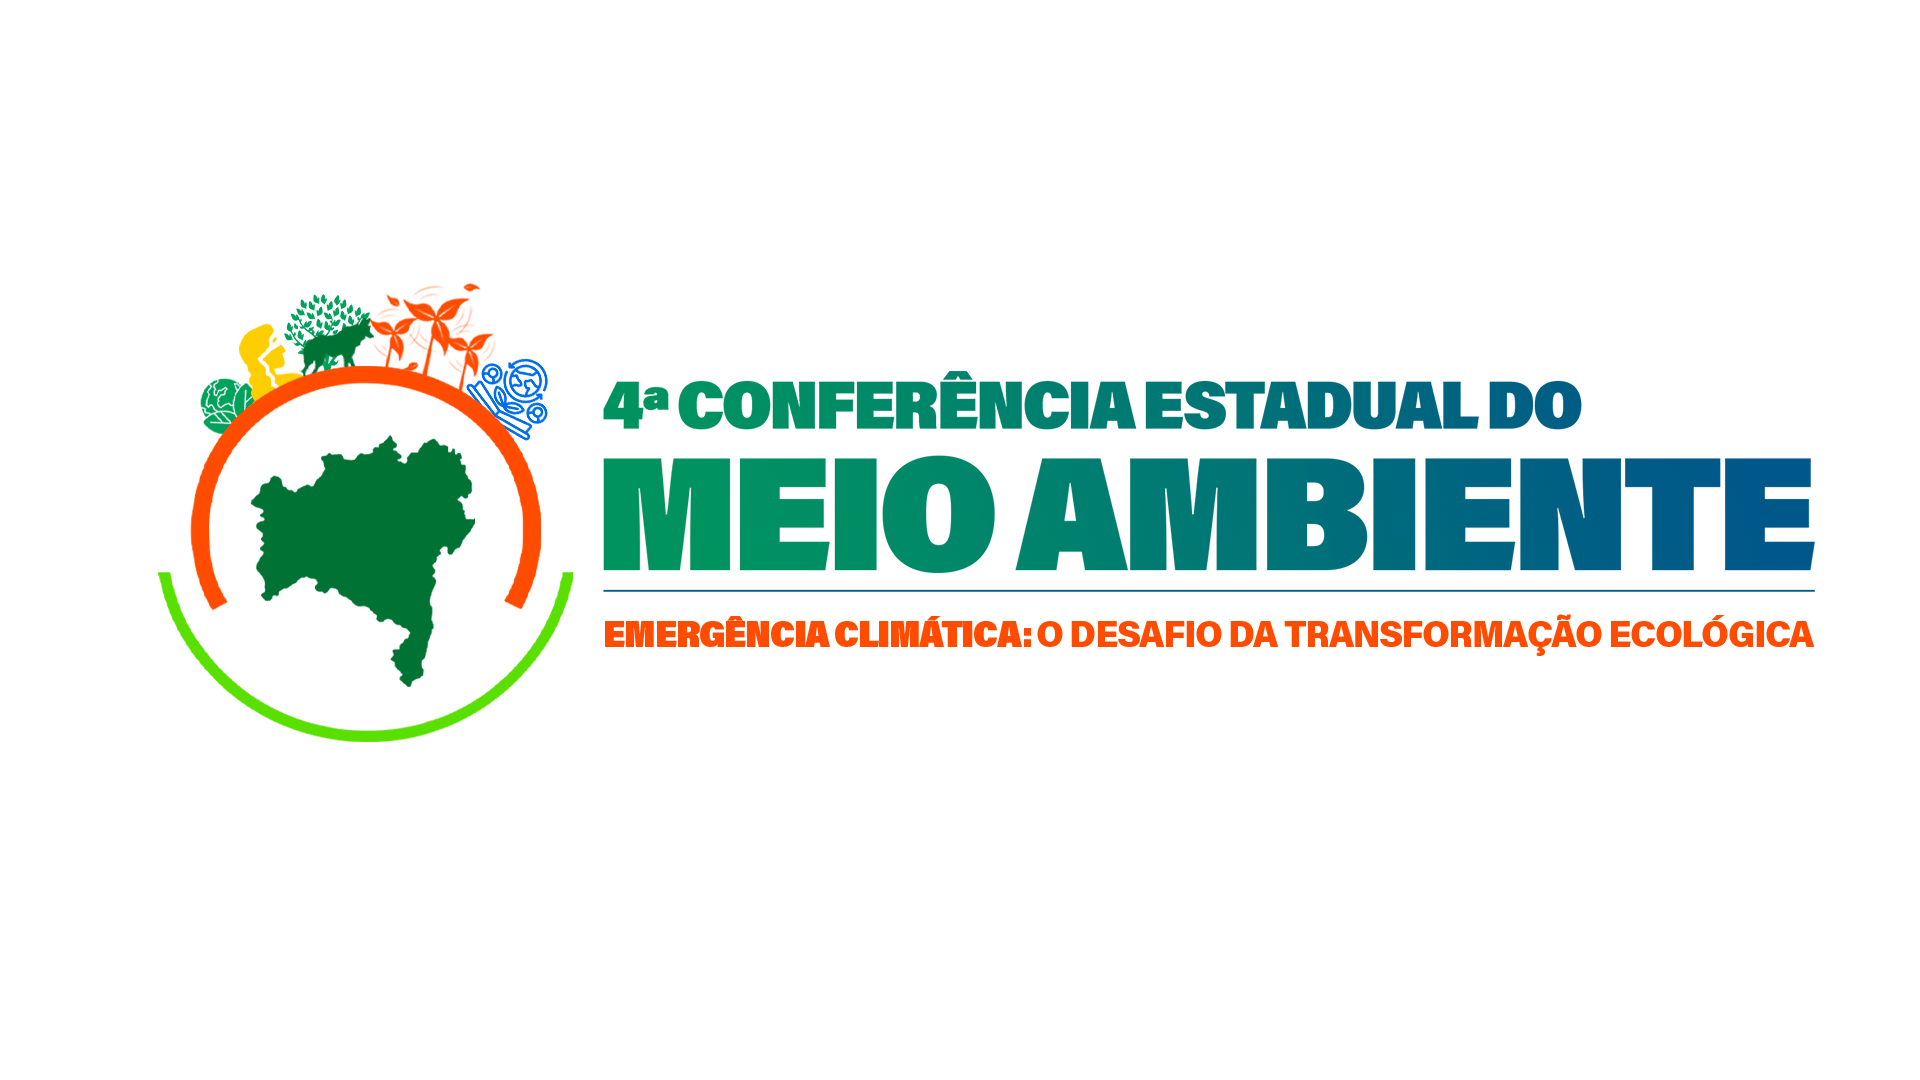 4ª CONFERÊNCIA ESTADUAL DO
MEIO AMBIENTE
EMERGÊNCIA CLIMÁTICA: O DESAFIO DA TRANSFORMAÇÃO ECOLÓGICA